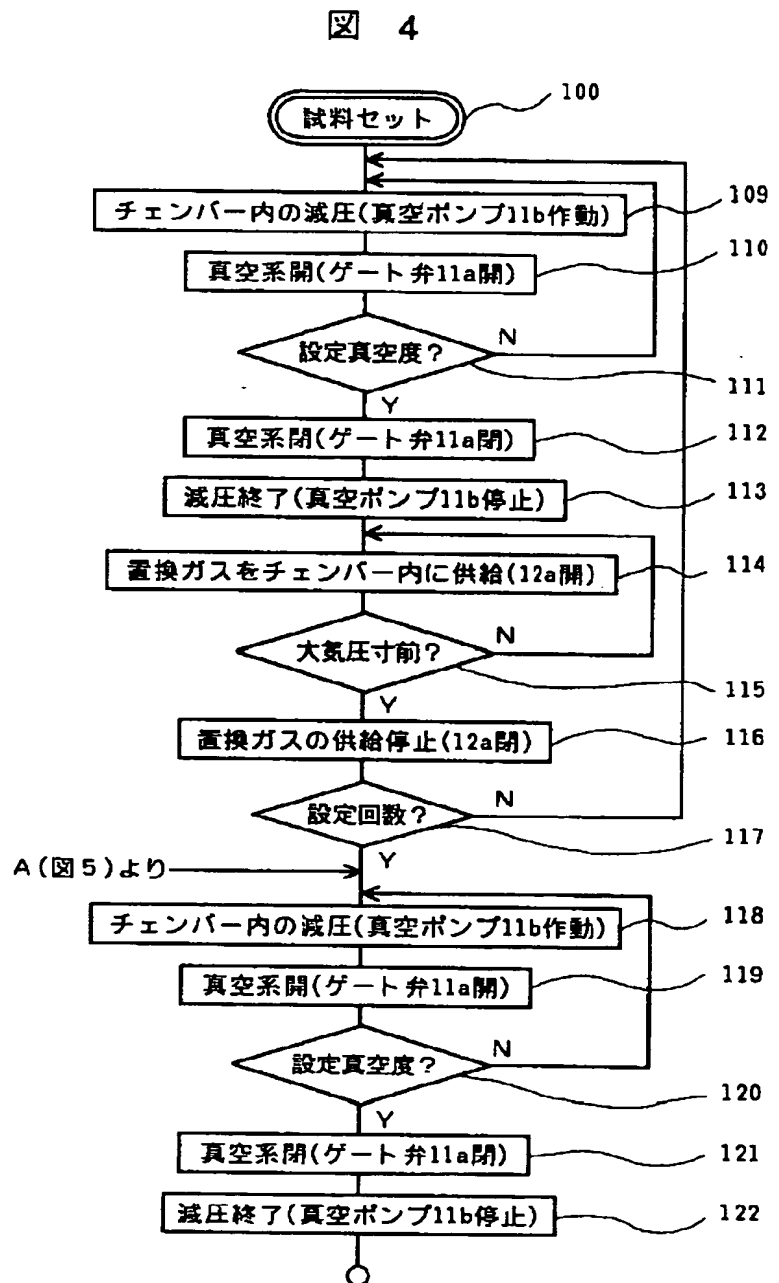 図 4
試料セット
100
チェンバー内の減圧(真空ポンプ11b作動)
109
真空系開(ゲート弁11a開)
110
設定真空度?
N
111
Y
真空系閉(ゲート弁11a閉)
112
減圧終了(真空ポンプ11b停止)
113
置換ガスをチェンバー内に供給(12a開)
114
大気圧寸前?
N
115
Y
置換ガスの供給停止(12a閉)
116
設定回数?
N
117
Y
A(図5)より
チェンバー内の減圧(真空ポンプ11b作動)
118
真空系開(ゲート弁11a開)
119
設定真空度?
N
120
Y
真空系閉(ゲート弁11a閉)
121
減圧終了(真空ポンプ11b停止)
122